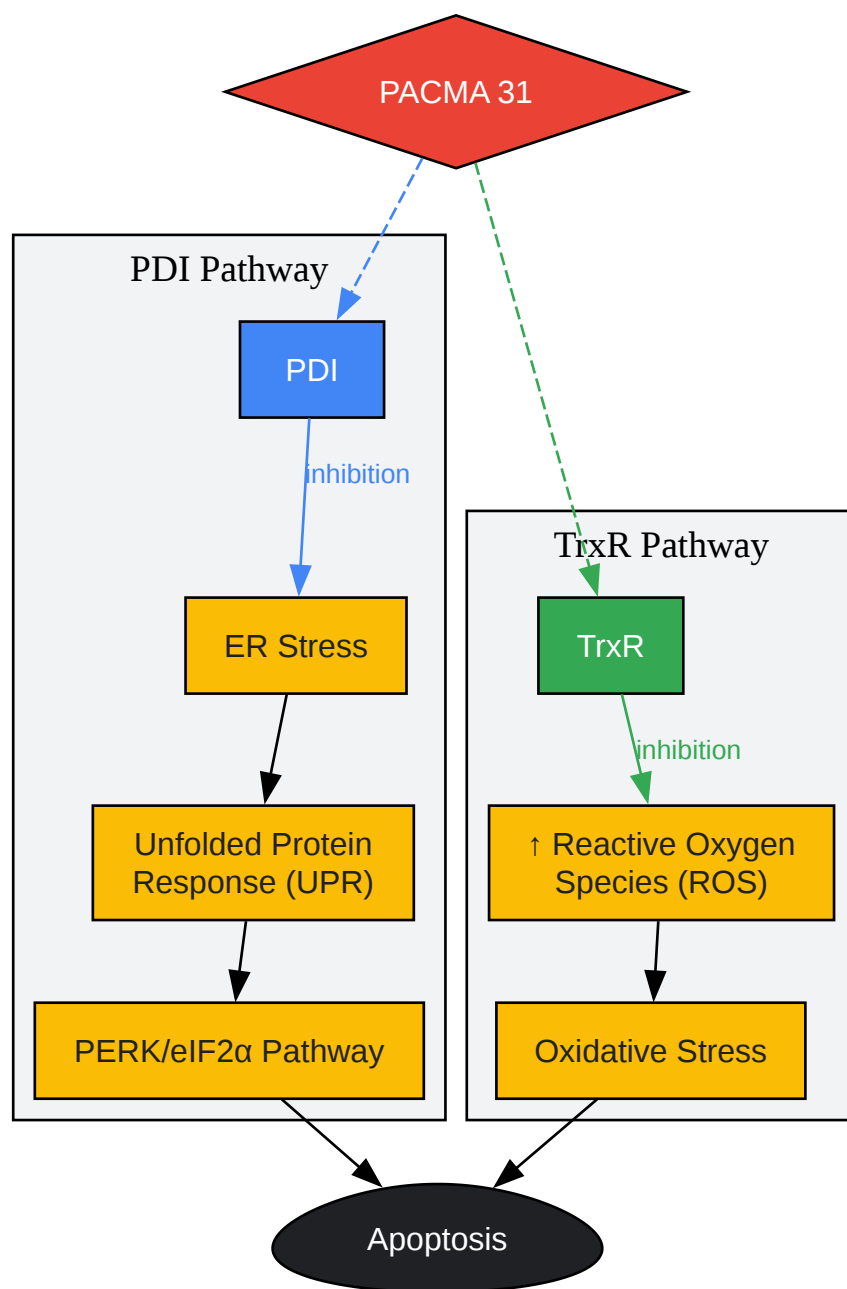 PACMA 31
PDI Pathway
PDI
inhibition
ER Stress
Unfolded Protein
Response (UPR)
PERK/eIF2α Pathway
TrxR Pathway
TrxR
inhibition
↑ Reactive Oxygen
Species (ROS)
Oxidative Stress
Apoptosis